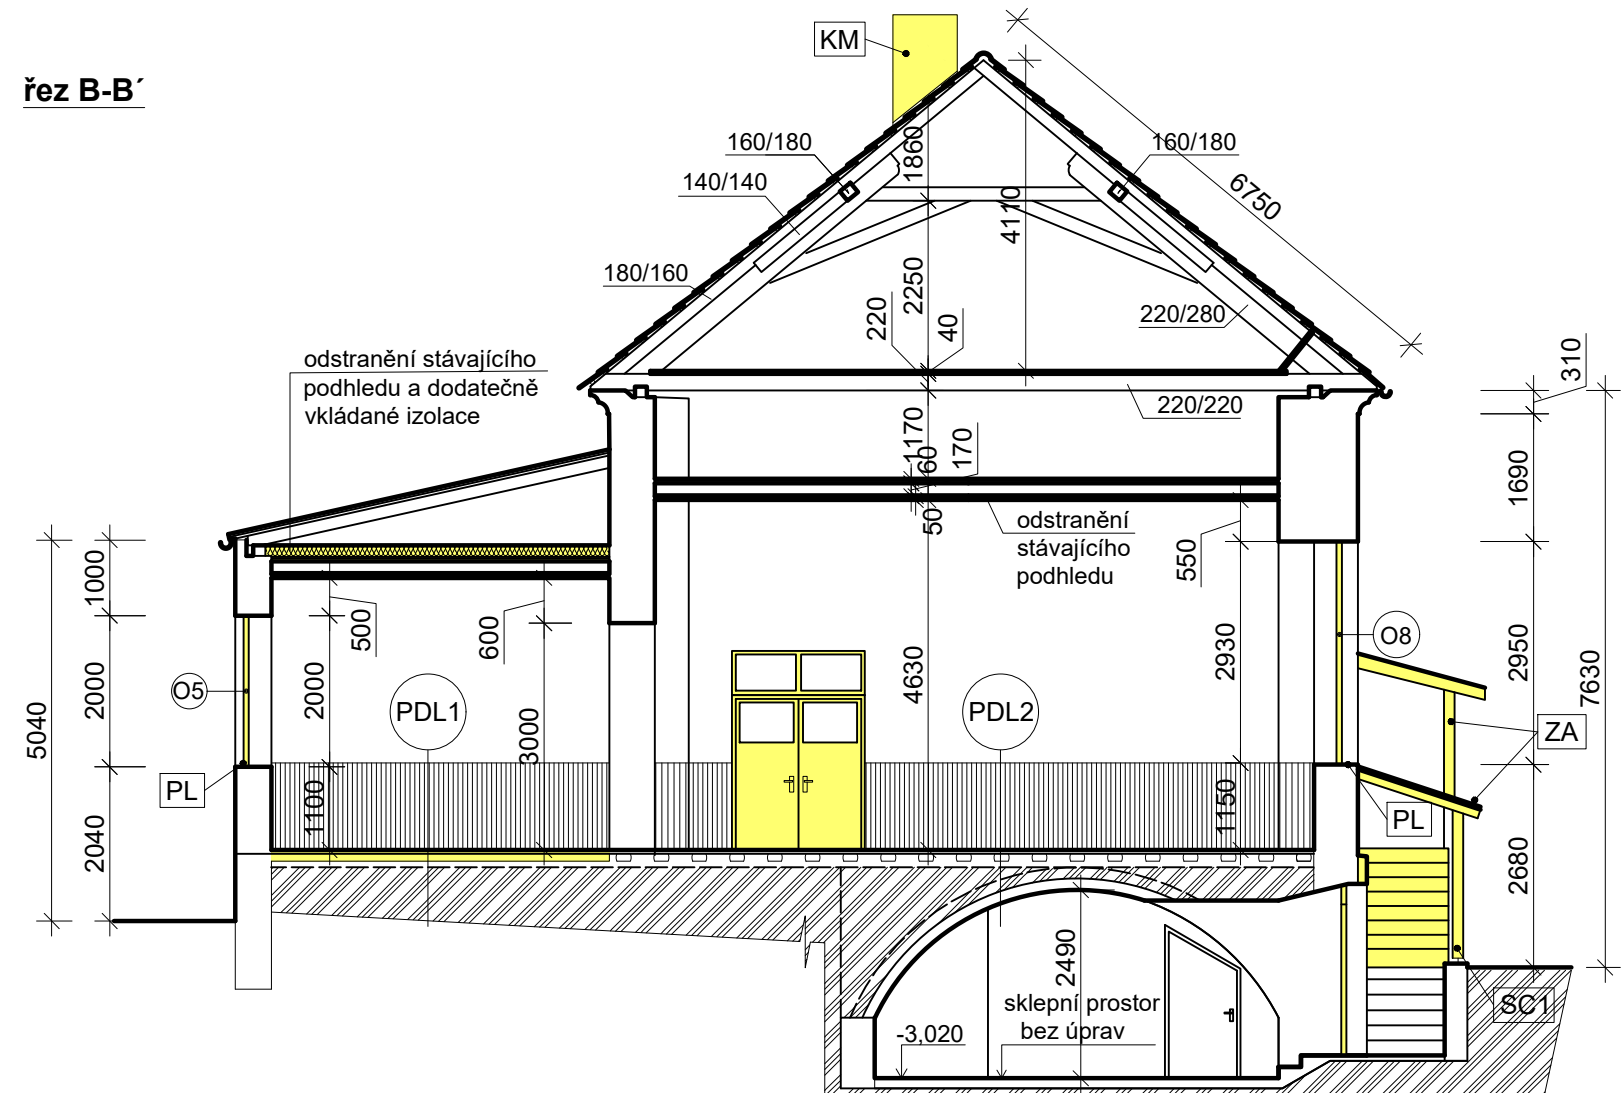 řez B-B´
KM
160/180
140/140
180/160
160/180
6750
1860
4110
2250
220
40
220/280
220/220
310
odstranění stávajícího
podhledu a dodatečně
vkládané izolace
1170
60
170
50
odstranění
stávajícího
podhledu
550
1690
7630
2950
2680
5040
1000
2000
2040
500
600
2000
3000
1100
4630
2930
1150
O5
O8
PDL1
PDL2
PL
PL
ZA
SC1
2490
sklepní prostor
bez úprav
-3,020